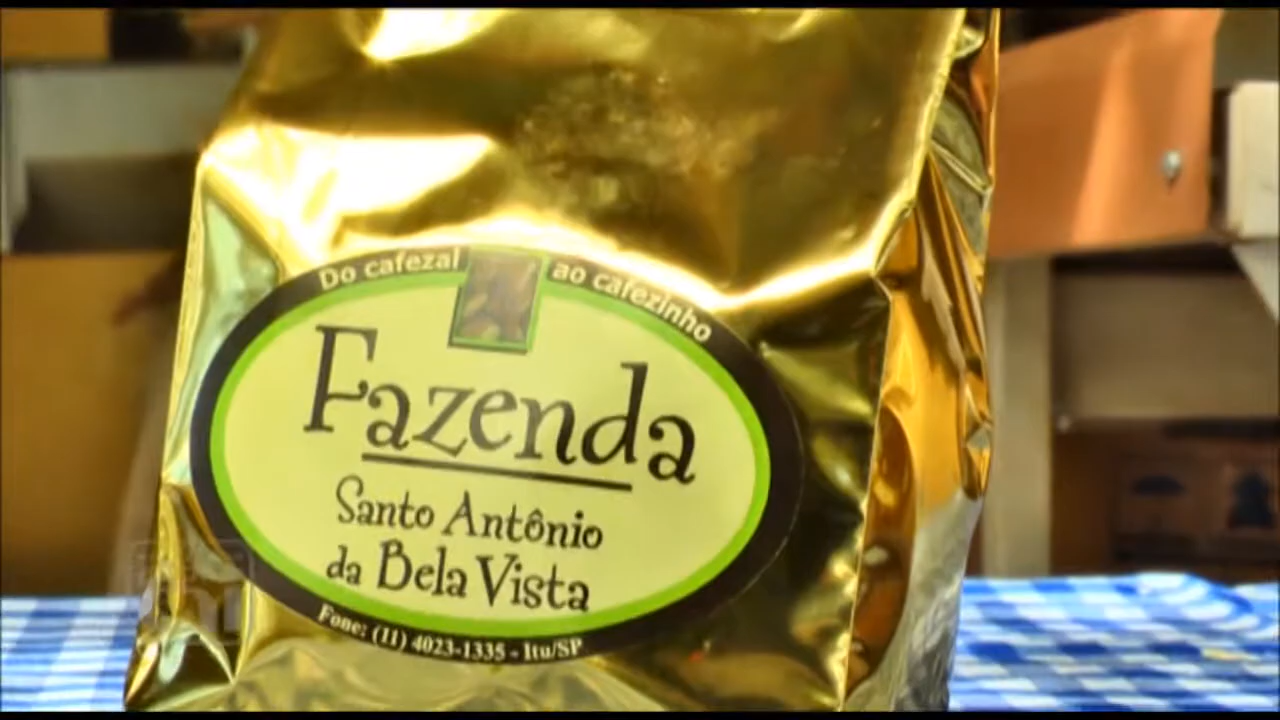 Do cafezal ao cafezinho
Fazenda
Santo Antônio
da Bela Vista
Fone: (11) 4023-1335 - Itu/SP